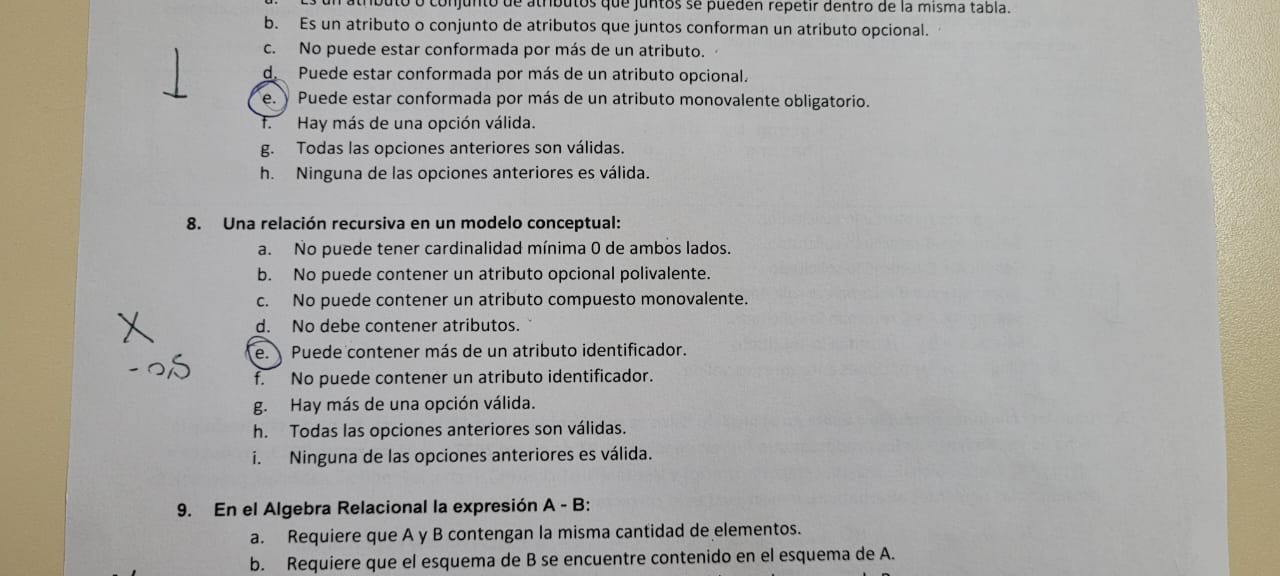 Es un atributo o conjunto de atributos que juntos se pueden repetir dentro de la misma tabla.
b. Es un atributo o conjunto de atributos que juntos conforman un atributo opcional.
c. No puede estar conformada por más de un atributo.
d. Puede estar conformada por más de un atributo opcional.
e. Puede estar conformada por más de un atributo monovalente obligatorio.
f. Hay más de una opción válida.
g. Todas las opciones anteriores son válidas.
h. Ninguna de las opciones anteriores es válida.
1
8. Una relación recursiva en un modelo conceptual:
a. No puede tener cardinalidad mínima 0 de ambos lados.
b. No puede contener un atributo opcional polivalente.
c. No puede contener un atributo compuesto monovalente.
d. No debe contener atributos.
e. Puede contener más de un atributo identificador.
f. No puede contener un atributo identificador.
g. Hay más de una opción válida.
h. Todas las opciones anteriores son válidas.
i. Ninguna de las opciones anteriores es válida.
X
-0,5
9. En el Algebra Relacional la expresión A - B:
a. Requiere que A y B contengan la misma cantidad de elementos.
b. Requiere que el esquema de B se encuentre contenido en el esquema de A.